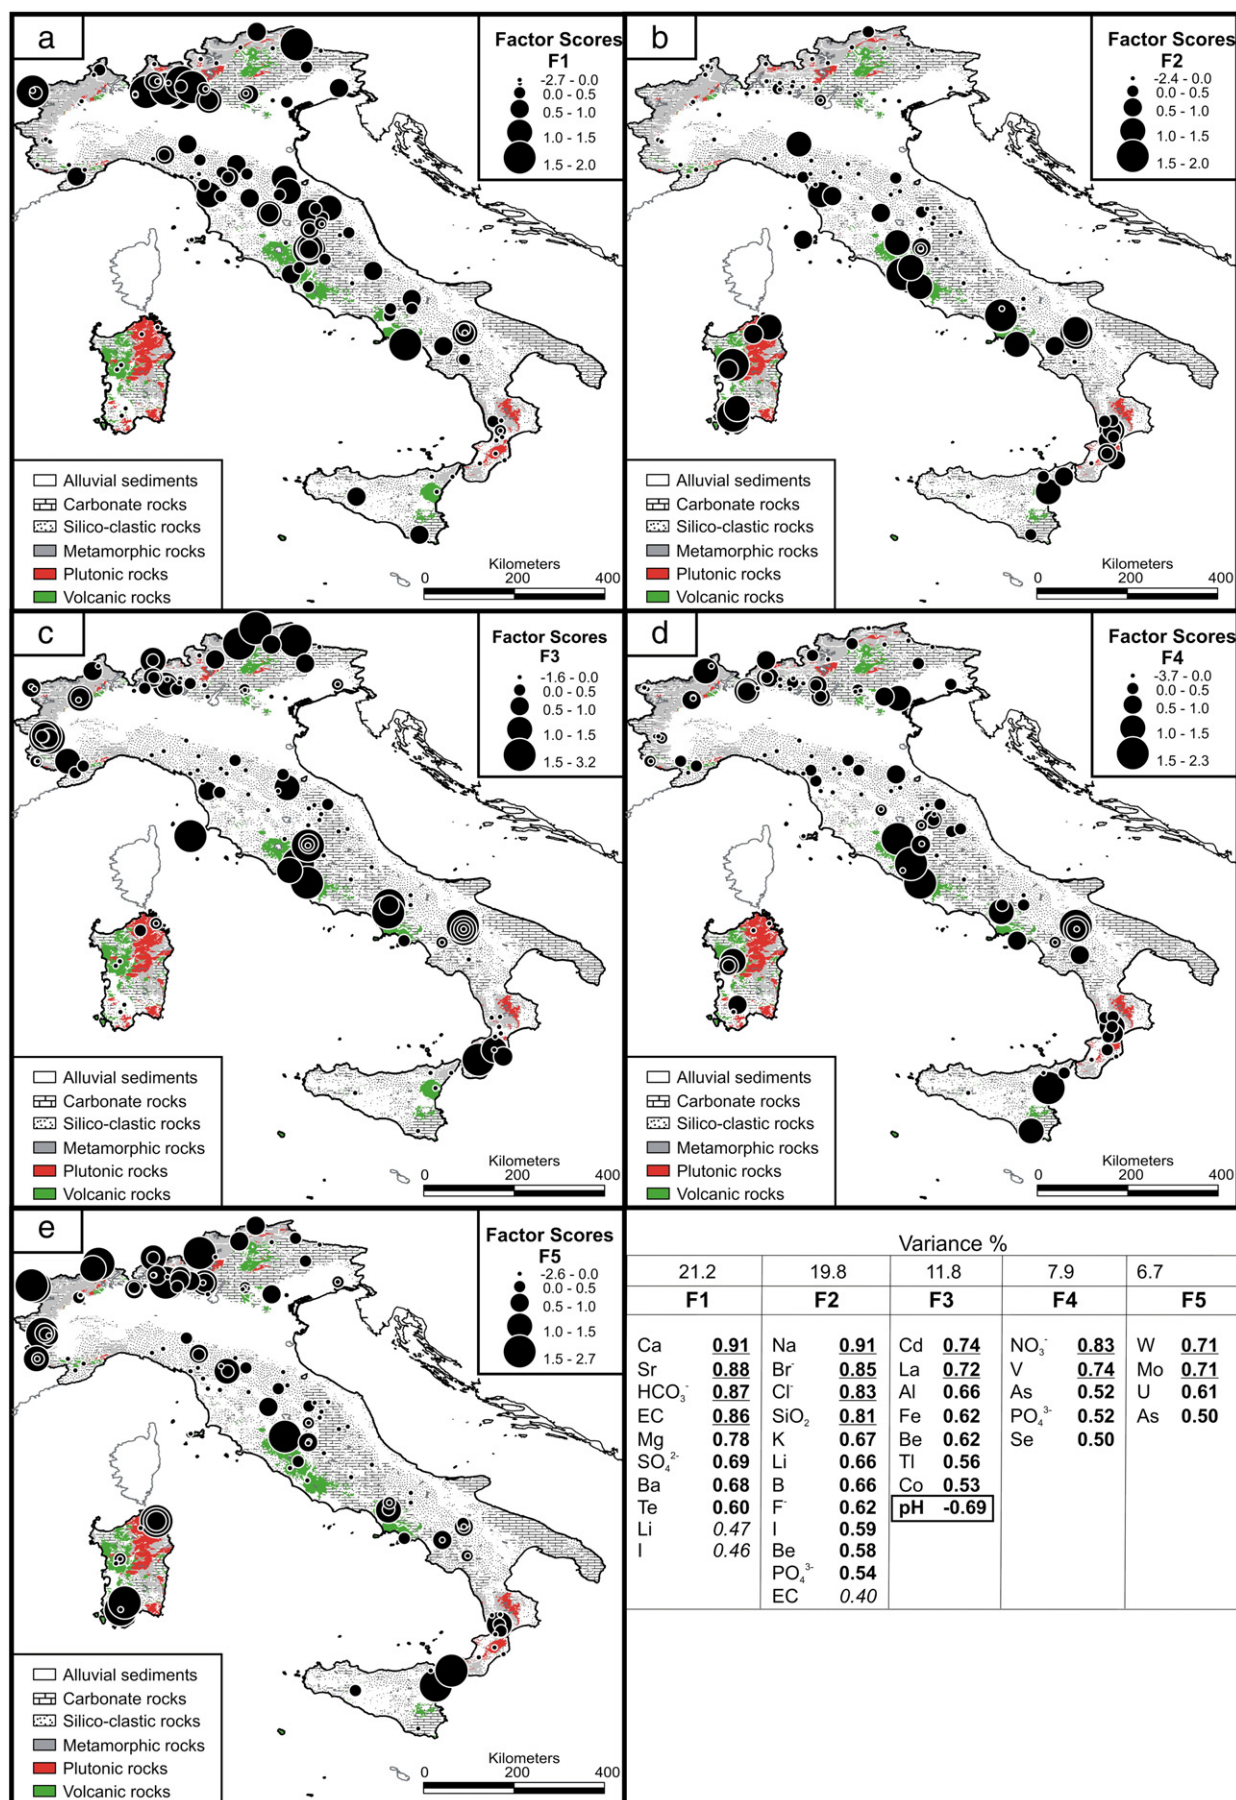 a
Factor Scores
F1
-2.7 - 0.0
0.0 - 0.5
0.5 - 1.0
1.0 - 1.5
1.5 - 2.0
Alluvial sediments
Carbonate rocks
Silico-clastic rocks
Metamorphic rocks
Plutonic rocks
Volcanic rocks
Kilometers
0 200 400
b
Factor Scores
F2
-2.4 - 0.0
0.0 - 0.5
0.5 - 1.0
1.0 - 1.5
1.5 - 2.0
Alluvial sediments
Carbonate rocks
Silico-clastic rocks
Metamorphic rocks
Plutonic rocks
Volcanic rocks
Kilometers
0 200 400
c
Factor Scores
F3
-1.6 - 0.0
0.0 - 0.5
0.5 - 1.0
1.0 - 1.5
1.5 - 3.2
Alluvial sediments
Carbonate rocks
Silico-clastic rocks
Metamorphic rocks
Plutonic rocks
Volcanic rocks
Kilometers
0 200 400
d
Factor Scores
F4
-3.7 - 0.0
0.0 - 0.5
0.5 - 1.0
1.0 - 1.5
1.5 - 2.3
Alluvial sediments
Carbonate rocks
Silico-clastic rocks
Metamorphic rocks
Plutonic rocks
Volcanic rocks
Kilometers
0 200 400
e
Factor Scores
F5
-2.6 - 0.0
0.0 - 0.5
0.5 - 1.0
1.0 - 1.5
1.5 - 2.7
Alluvial sediments
Carbonate rocks
Silico-clastic rocks
Metamorphic rocks
Plutonic rocks
Volcanic rocks
Kilometers
0 200 400
Variance %
21.2 19.8 11.8 7.9 6.7
F1 F2 F3 F4 F5
Ca 0.91 Na 0.91 Cd 0.74 NO₃⁻ 0.83 W 0.71
Sr 0.88 Br⁻ 0.85 La 0.72 V 0.74 Mo 0.71
HCO₃⁻ 0.87 Cl⁻ 0.83 Al 0.66 As 0.52 U 0.61
EC 0.86 SiO₂ 0.81 Fe 0.62 PO₄³⁻ 0.52 As 0.50
Mg 0.78 K 0.67 Be 0.62 Se 0.50
SO₄²⁻ 0.69 Li 0.66 Tl 0.56
Ba 0.68 B 0.66 Co 0.53
Te 0.60 F⁻ 0.62 pH -0.69
Li 0.47 I 0.59
I 0.46 Be 0.58
PO₄³⁻ 0.54
EC 0.40